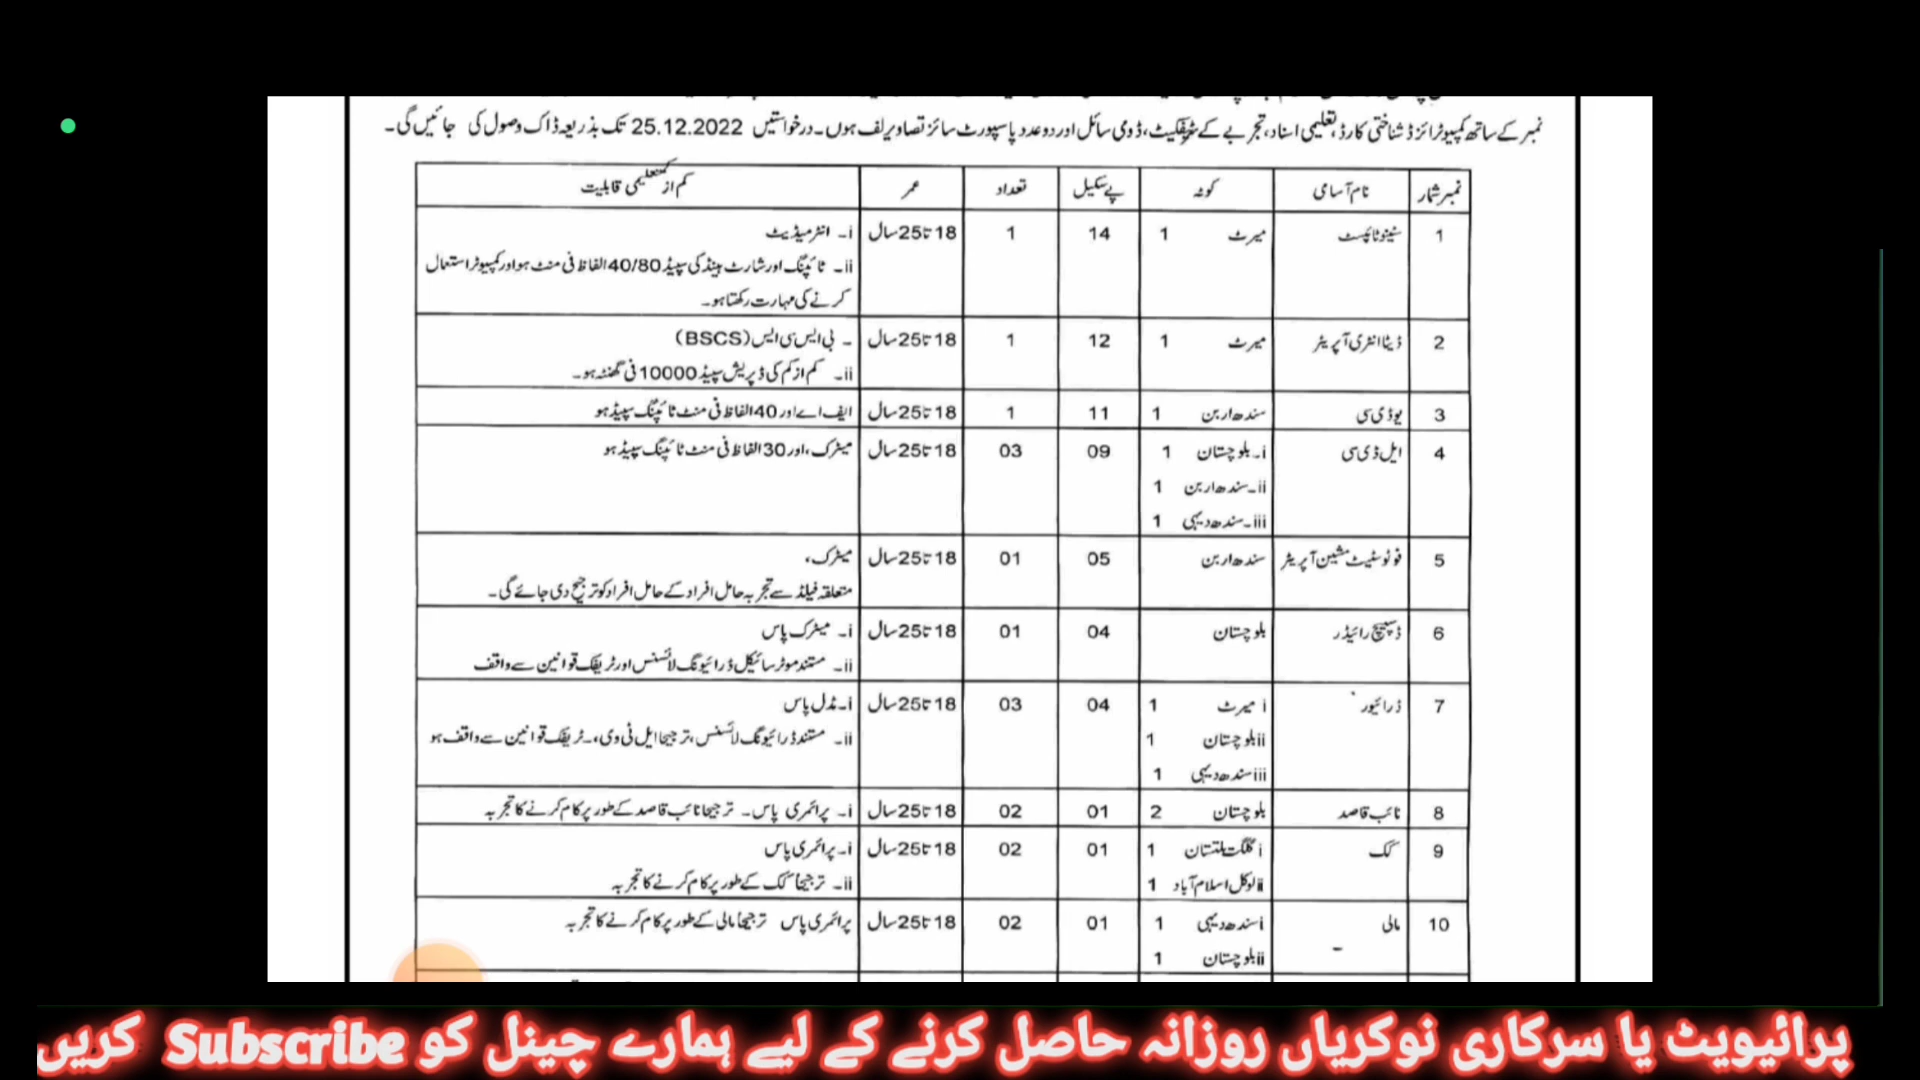 نمبر کے ساتھ کمپیوٹرائزڈ شناختی کارڈ، تعلیمی اسناد، تجربے کے سرٹیفکیٹ، ڈومی سائل اور دو عدد پاسپورٹ سائز تصاویر لف ہوں۔ درخواستیں 25.12.2022 تک بذریعہ ڈاک وصول کی جائیں گی۔
نمبر شمار نام آسامی کوٹہ پے سکیل تعداد عمر کم از کم تعلیمی قابلیت
1 سٹینو ٹائپسٹ میرٹ 1 14 1 18 تا 25 سال i۔ انٹر میڈیٹ
ii۔ ٹائپنگ اور شارٹ ہینڈ کی سپیڈ 40/80 الفاظ فی منٹ ہو اور کمپیوٹر استعمال
کرنے کی مہارت رکھتا ہو۔
2 ڈیٹا انٹری آپریٹر میرٹ 1 12 1 18 تا 25 سال ۔ بی ایس سی ایس (BSCS)
ii۔ کم از کم کی ڈپریشن سپیڈ 10000 فی گھنٹہ ہو۔
3 یو ڈی سی سندھ اربن 1 11 1 18 تا 25 سال ایف اے اور 40 الفاظ فی منٹ ٹائپنگ سپیڈ ہو
4 ایل ڈی سی i۔ بلوچستان 1 09 03 18 تا 25 سال میٹرک، اور 30 الفاظ فی منٹ ٹائپنگ سپیڈ ہو
ii۔ سندھ اربن 1
iii۔ سندھ دیہی 1
5 فوٹو سٹیٹ مشین آپریٹر سندھ اربن 05 01 18 تا 25 سال میٹرک،
متعلقہ فیلڈ سے تجربہ حامل افراد کے حامل افراد کو ترجیح دی جائے گی۔
6 ڈسپیچ رائیڈر بلوچستان 04 01 18 تا 25 سال i۔ میٹرک پاس
ii۔ مستند موٹر سائیکل ڈرائیونگ لائسنس اور ٹریفک قوانین سے واقف
7 ڈرائیور i میرٹ 1 04 03 18 تا 25 سال i۔ مڈل پاس
ii بلوچستان 1 ii۔ مستند ڈرائیونگ لائسنس، ترجیحا ایل ٹی وی،۔ ٹریفک قوانین سے واقف ہو
iii سندھ دیہی 1
8 نائب قاصد بلوچستان 2 01 02 18 تا 25 سال i۔ پرائمری پاس۔ ترجیحا نائب قاصد کے طور پر کام کرنے کا تجربہ
9 کک i گلگت بلتستان 1 01 02 18 تا 25 سال i۔ پرائمری پاس
ii لوکل اسلام آباد 1 ii۔ ترجیحا کک کے طور پر کام کرنے کا تجربہ
10 مالی i سندھ دیہی 1 01 02 18 تا 25 سال پرائمری پاس ترجیحا مالی کے طور پر کام کرنے کا تجربہ
ii بلوچستان 1
پرائیویٹ یا سرکاری نوکریاں روزانہ حاصل کرنے کے لیے ہمارے چینل کو Subscribe کریں